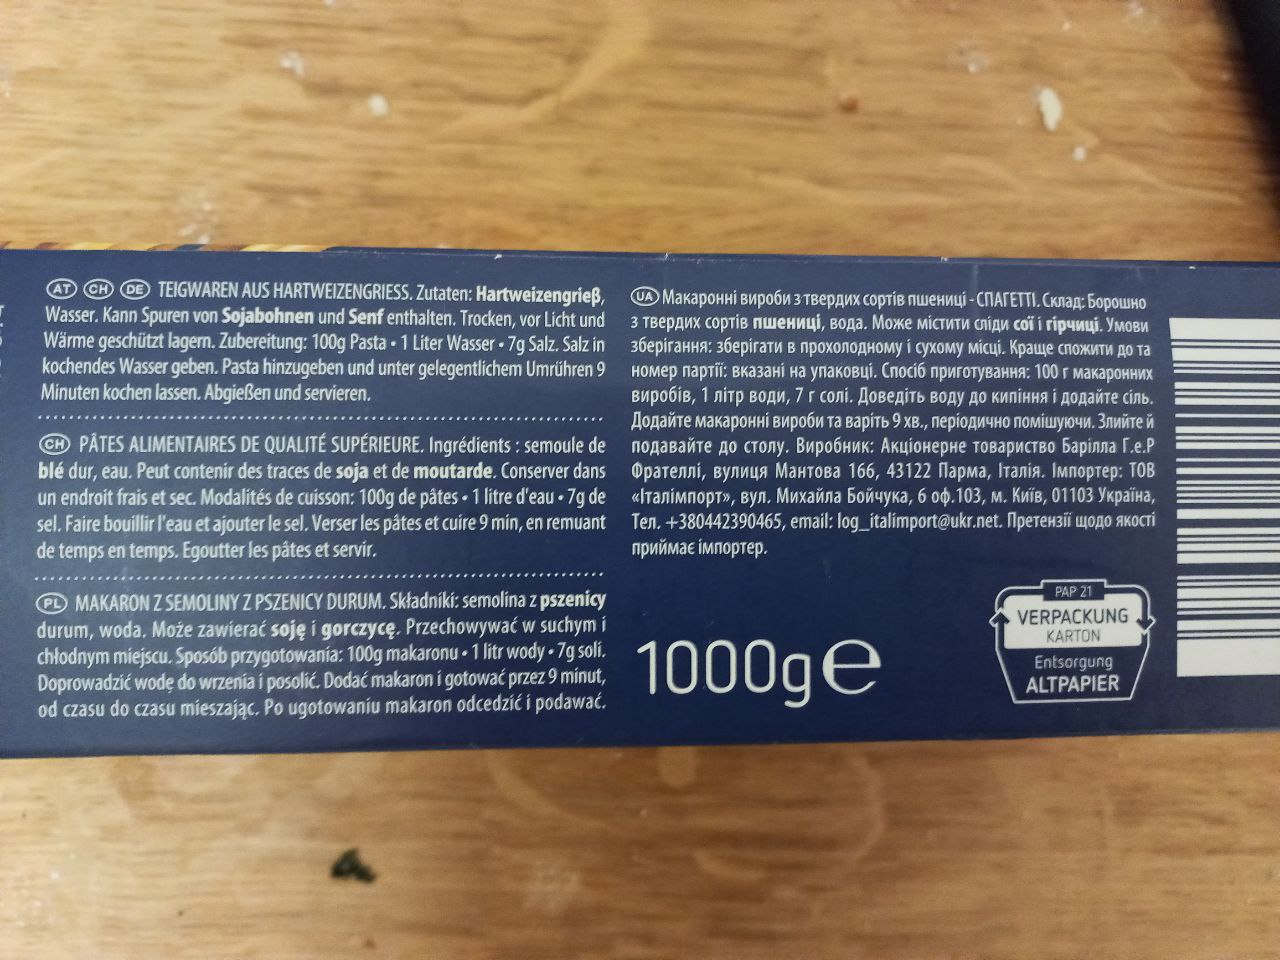 AT CH DE TEIGWAREN AUS HARTWEIZENGRIESS. Zutaten: Hartweizengrieß,
Wasser. Kann Spuren von Sojabohnen und Senf enthalten. Trocken, vor Licht und
Wärme geschützt lagern. Zubereitung: 100g Pasta • 1 Liter Wasser • 7g Salz. Salz in
kochendes Wasser geben. Pasta hinzugeben und unter gelegentlichem Umrühren 9
Minuten kochen lassen. Abgießen und servieren.
CH PÂTES ALIMENTAIRES DE QUALITÉ SUPÉRIEURE. Ingrédients : semoule de
blé dur, eau. Peut contenir des traces de soja et de moutarde. Conserver dans
un endroit frais et sec. Modalités de cuisson: 100g de pâtes • 1 litre d'eau • 7g de
sel. Faire bouillir l'eau et ajouter le sel. Verser les pâtes et cuire 9 min, en remuant
de temps en temps. Egoutter les pâtes et servir.
PL MAKARON Z SEMOLINY Z PSZENICY DURUM. Składniki: semolina z pszenicy
durum, woda. Może zawierać soję i gorczycę. Przechowywać w suchym i
chłodnym miejscu. Sposób przygotowania: 100g makaronu • 1 litr wody • 7g soli.
Doprowadzić wodę do wrzenia i posolić. Dodać makaron i gotować przez 9 minut,
od czasu do czasu mieszając. Po ugotowaniu makaron odcedzić i podawać.
UA Макаронні вироби з твердих сортів пшениці - СПАГЕТТІ. Склад: Борошно
з твердих сортів пшениці, вода. Може містити сліди сої і гірчиці. Умови
зберігання: зберігати в прохолодному і сухому місці. Краще спожити до та
номер партії: вказані на упаковці. Спосіб приготування: 100 г макаронних
виробів, 1 літр води, 7 г солі. Доведіть воду до кипіння і додайте сіль.
Додайте макаронні вироби та варіть 9 хв., періодично помішуючи. Злийте й
подавайте до столу. Виробник: Акціонерне товариство Барілла Г.е.Р
Фрателлі, вулиця Мантова 166, 43122 Парма, Італія. Імпортер: ТОВ
«Італімпорт», вул. Михайла Бойчука, 6 оф.103, м. Київ, 01103 Україна,
Тел. +380442390465, email: log_italimport@ukr.net. Претензії щодо якості
приймає імпортер.
1000g e
PAP 21
VERPACKUNG
KARTON
Entsorgung
ALTPAPIER